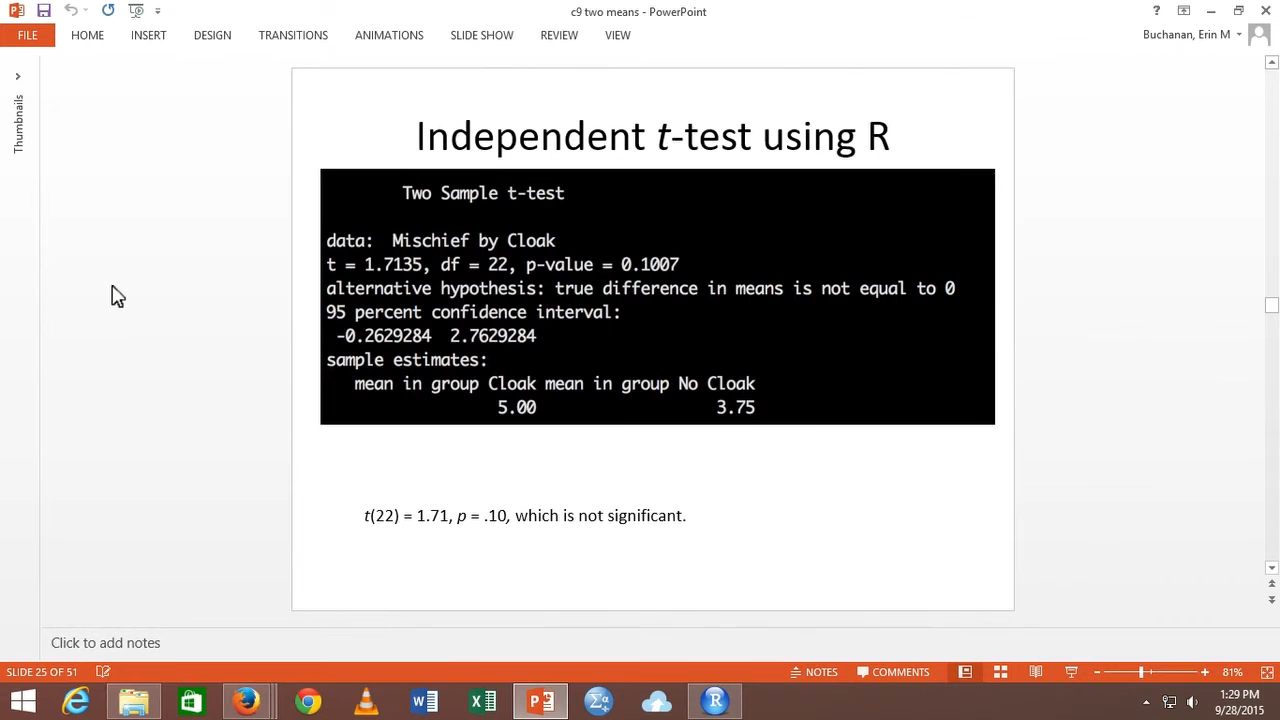 c9 two means - PowerPoint
?
FILE
HOME
INSERT
DESIGN
TRANSITIONS
ANIMATIONS
SLIDE SHOW
REVIEW
VIEW
Buchanan, Erin M
Thumbnails
Independent t-test using R
Two Sample t-test
data: Mischief by Cloak
t = 1.7135, df = 22, p-value = 0.1007
alternative hypothesis: true difference in means is not equal to 0
95 percent confidence interval:
-0.2629284 2.7629284
sample estimates:
mean in group Cloak mean in group No Cloak
5.00 3.75
t(22) = 1.71, p = .10, which is not significant.
Click to add notes
SLIDE 25 OF 51
NOTES
COMMENTS
81%
1:29 PM
9/28/2015